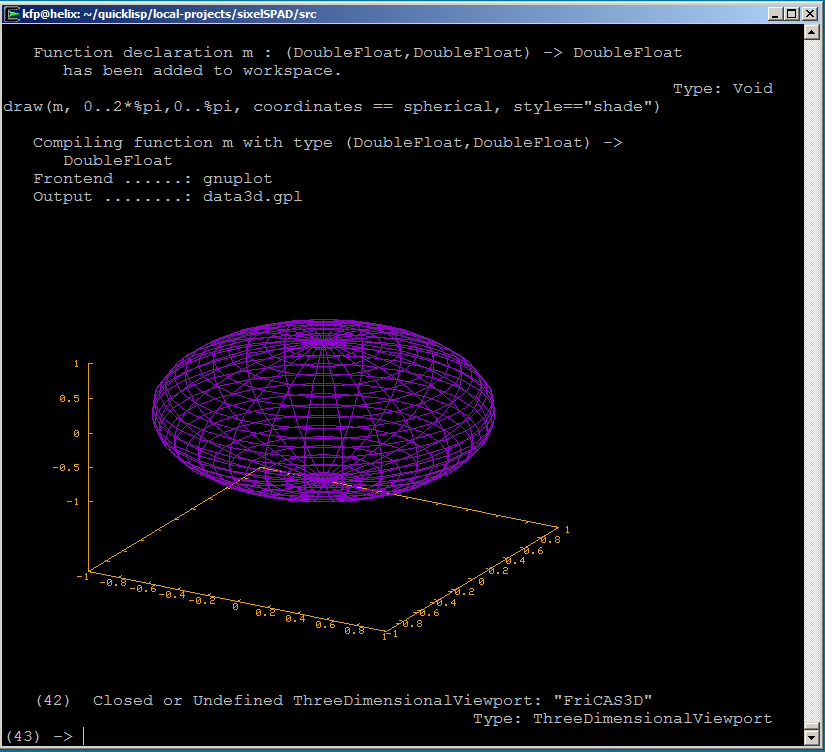 kfp@helix: ~/quicklisp/local-projects/sixelSPAD/src
Function declaration m : (DoubleFloat,DoubleFloat) -> DoubleFloat
has been added to workspace.
Type: Void
draw(m, 0..2*%pi,0..%pi, coordinates == spherical, style=="shade")
Compiling function m with type (DoubleFloat,DoubleFloat) ->
DoubleFloat
Frontend ......: gnuplot
Output ........: data3d.gpl
1
0.5
0
-0.5
-1
-1 -0.8 -0.6 -0.4 -0.2 0 0.2 0.4 0.6 0.8 1
-1 -0.8 -0.6 -0.4 -0.2 0 0.2 0.4 0.6 0.8 1
(42) Closed or Undefined ThreeDimensionalViewport: "FriCAS3D"
Type: ThreeDimensionalViewport
(43) ->